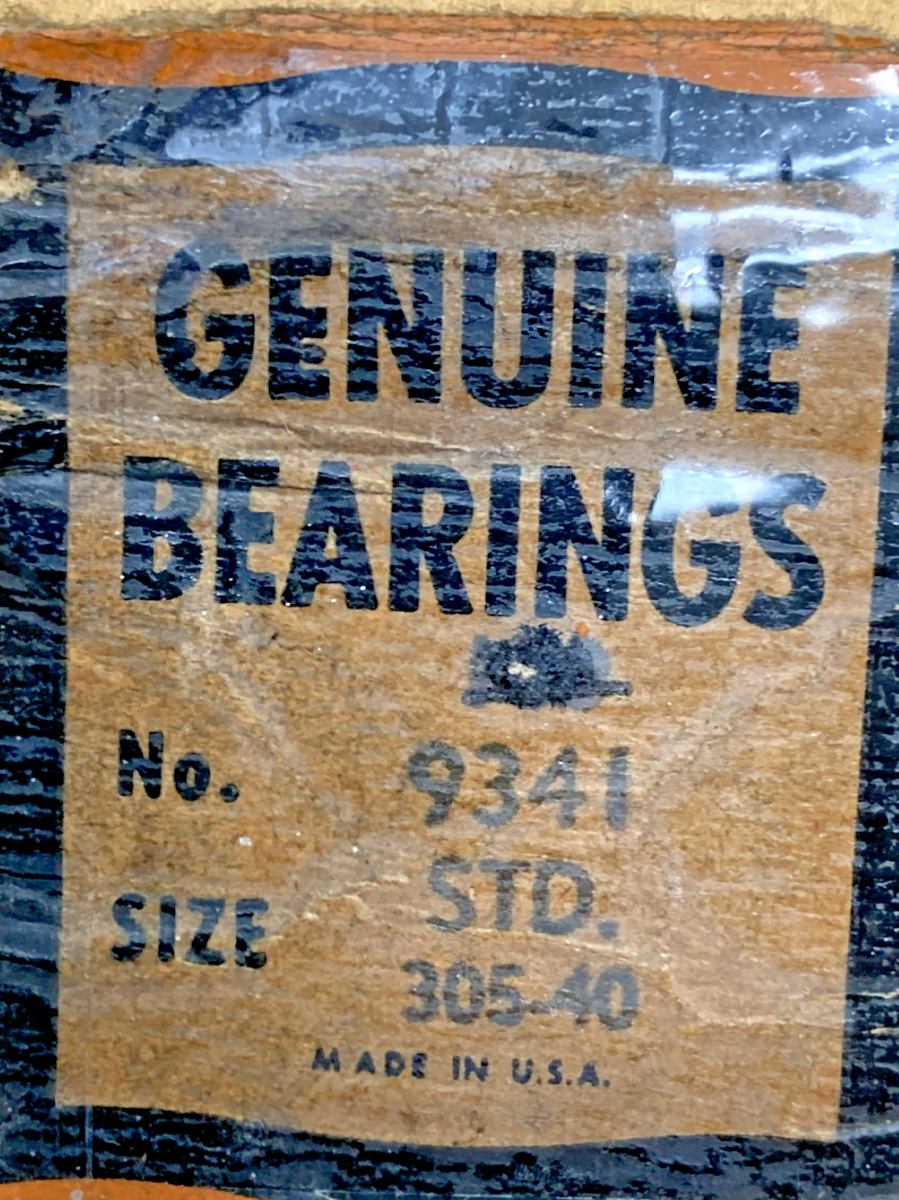 GENUINE
BEARINGS
No. 9341
SIZE STD.
305-40
MADE IN U.S.A.